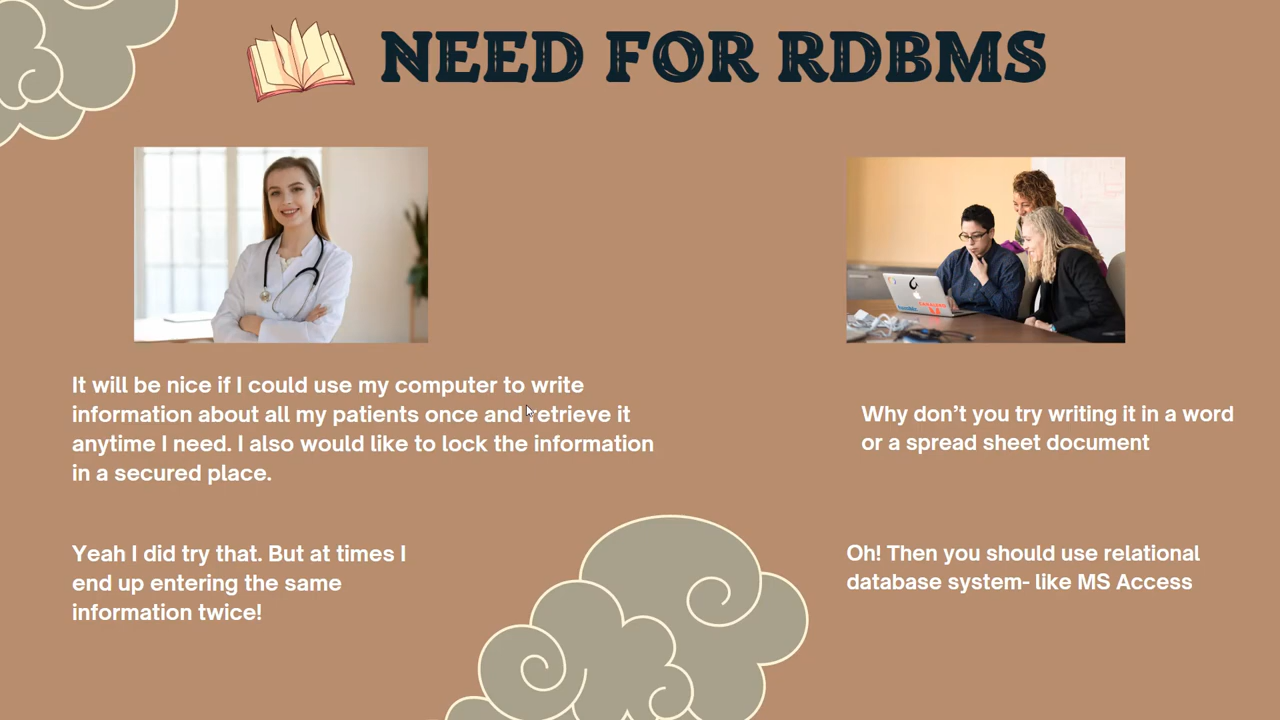 NEED FOR RDBMS
It will be nice if I could use my computer to write
information about all my patients once and retrieve it
anytime I need. I also would like to lock the information
in a secured place.
Why don’t you try writing it in a word
or a spread sheet document
Yeah I did try that. But at times I
end up entering the same
information twice!
Oh! Then you should use relational
database system- like MS Access